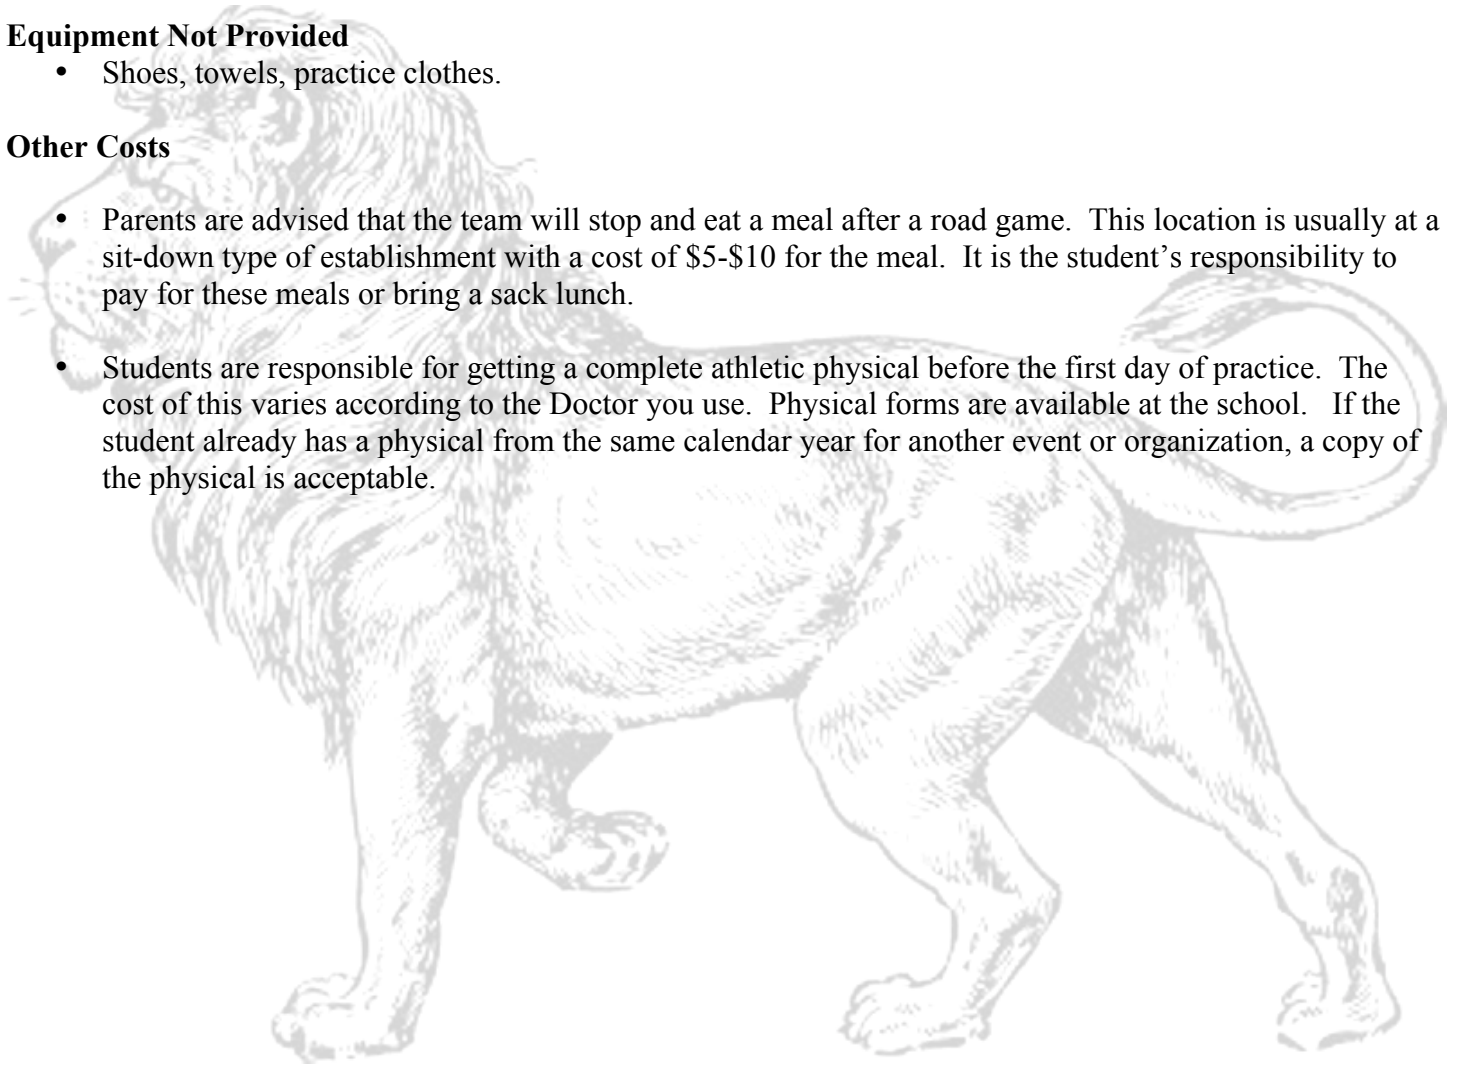 Equipment Not Provided
• Shoes, towels, practice clothes.
Other Costs
• Parents are advised that the team will stop and eat a meal after a road game.  This location is usually at a
sit-down type of establishment with a cost of $5-$10 for the meal.  It is the student’s responsibility to
pay for these meals or bring a sack lunch.
• Students are responsible for getting a complete athletic physical before the first day of practice.  The
cost of this varies according to the Doctor you use.  Physical forms are available at the school.   If the
student already has a physical from the same calendar year for another event or organization, a copy of
the physical is acceptable.